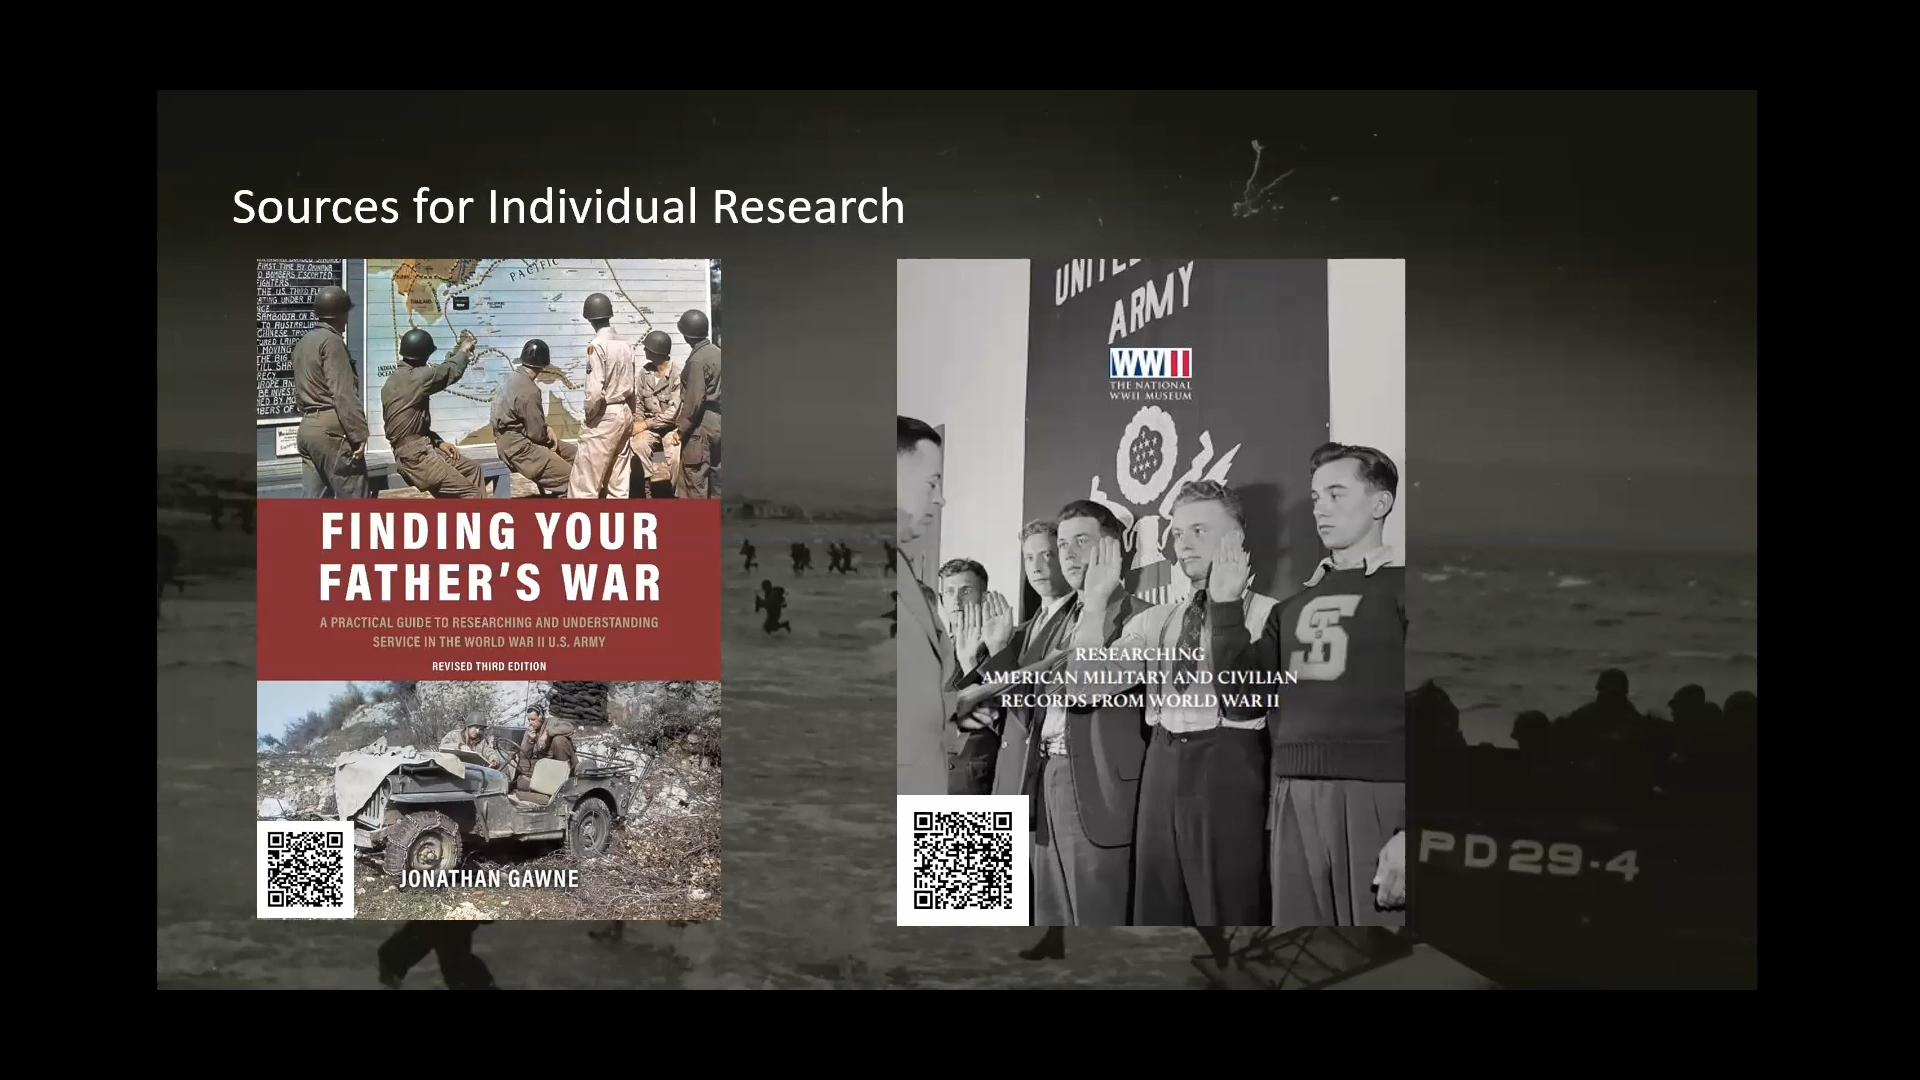 Sources for Individual Research
PACIFIC
FINDING YOUR
FATHER'S WAR
A PRACTICAL GUIDE TO RESEARCHING AND UNDERSTANDING
SERVICE IN THE WORLD WAR II U.S. ARMY
REVISED THIRD EDITION
JONATHAN GAWNE
ARMY
WWII
THE NATIONAL
WWII MUSEUM
S
RESEARCHING
AMERICAN MILITARY AND CIVILIAN
RECORDS FROM WORLD WAR II
PD 29-4